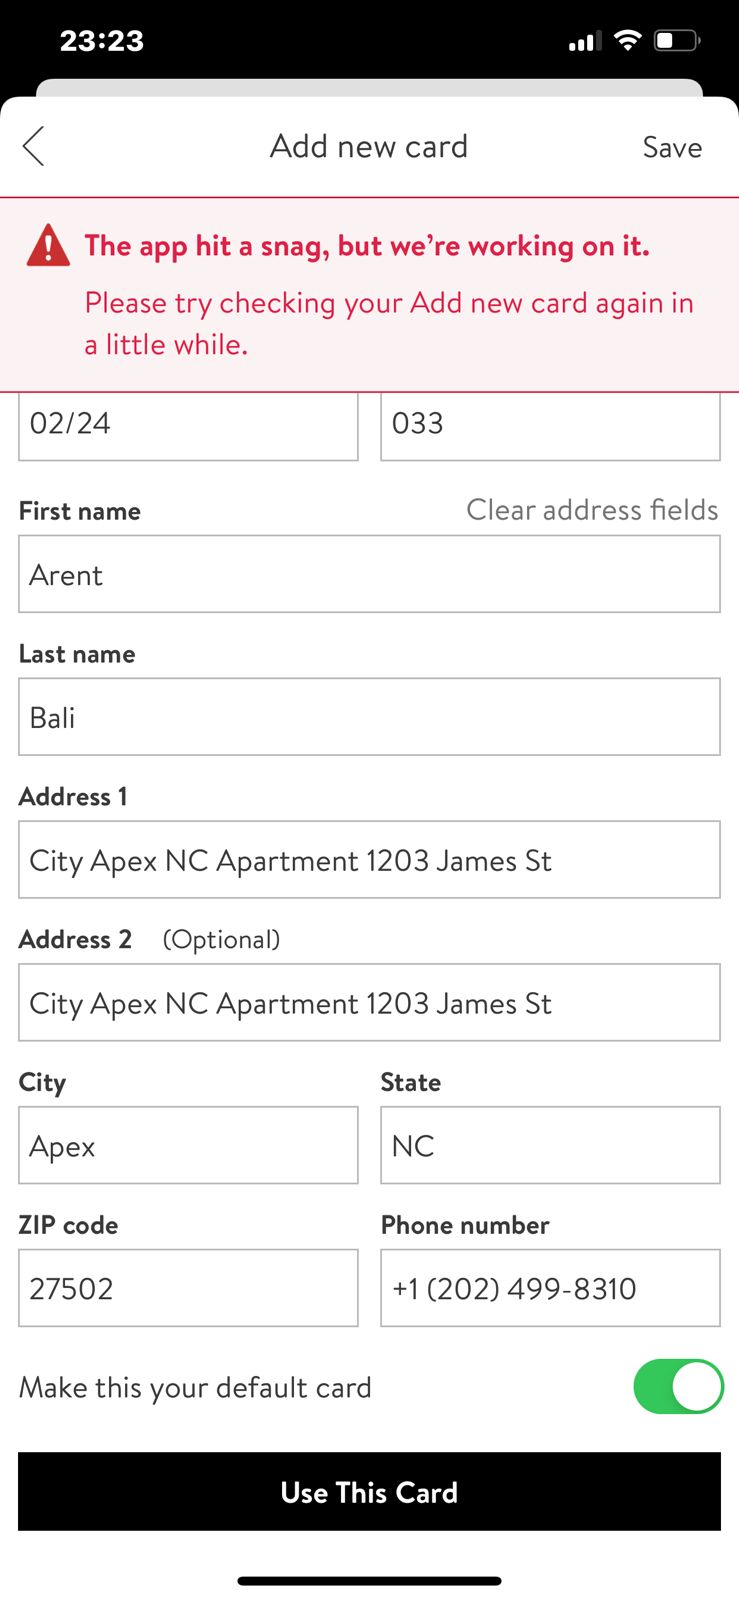 23:23
Add new card
Save
The app hit a snag, but we're working on it.
Please try checking your Add new card again in
a little while.
02/24
033
First name
Clear address fields
Arent
Last name
Bali
Address 1
City Apex NC Apartment 1203 James St
Address 2 (Optional)
City Apex NC Apartment 1203 James St
City
State
Apex
NC
ZIP code
Phone number
27502
+1 (202) 499-8310
Make this your default card
Use This Card